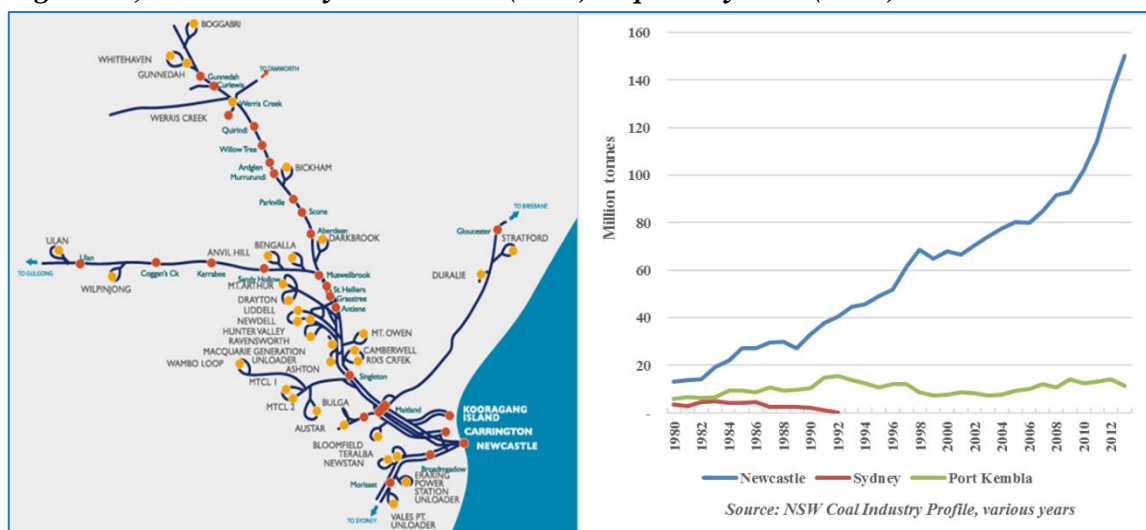 BOGGABRI
WHITEHAVEN
GUNNEDAH
Gunnedah
Curlewis
TO TAMWORTH
Werris Creek
WERRIS CREEK
Quirindi
Willow Tree
Ardglen
Murrurundi
BICKHAM
Parkville
Scone
TO BRISBANE
Aberdeen
DARKBROOK
Gloucester
STRATFORD
ULAN
Ulan
ANVIL HILL
BENGALLA
DURALIE
TO GULGONG
WILPINJONG
Coggan's Ck
Kerrabee
Sandy Hollow
Muswellbrook
MT. ARTHUR
St. Helliers
Grasstree
DRAYTON
Antiene
LIDDELL
NEWDELL
HUNTER VALLEY
RAVENSWORTH
MT. OWEN
MACQUARIE GENERATION
UNLOADER
CAMBERWELL
RIXS CREEK
WAMBO LOOP
ASHTON
Singleton
MTCL 1
MTCL 2
BULGA
Maitland
AUSTAR
KOORAGANG
ISLAND
CARRINGTON
NEWCASTLE
BLOOMFIELD
TERALBA
NEWSTAN
Broadmeadow
ERARING
POWER
STATION
UNLOADER
Morisset
TO SYDNEY
VALES PT.
UNLOADER
Million tonnes
160
140
120
100
80
60
40
20
-
1980
1982
1984
1986
1988
1990
1992
1994
1996
1998
2000
2002
2004
2006
2008
2010
2012
Newcastle
Sydney
Port Kembla
Source: NSW Coal Industry Profile, various years